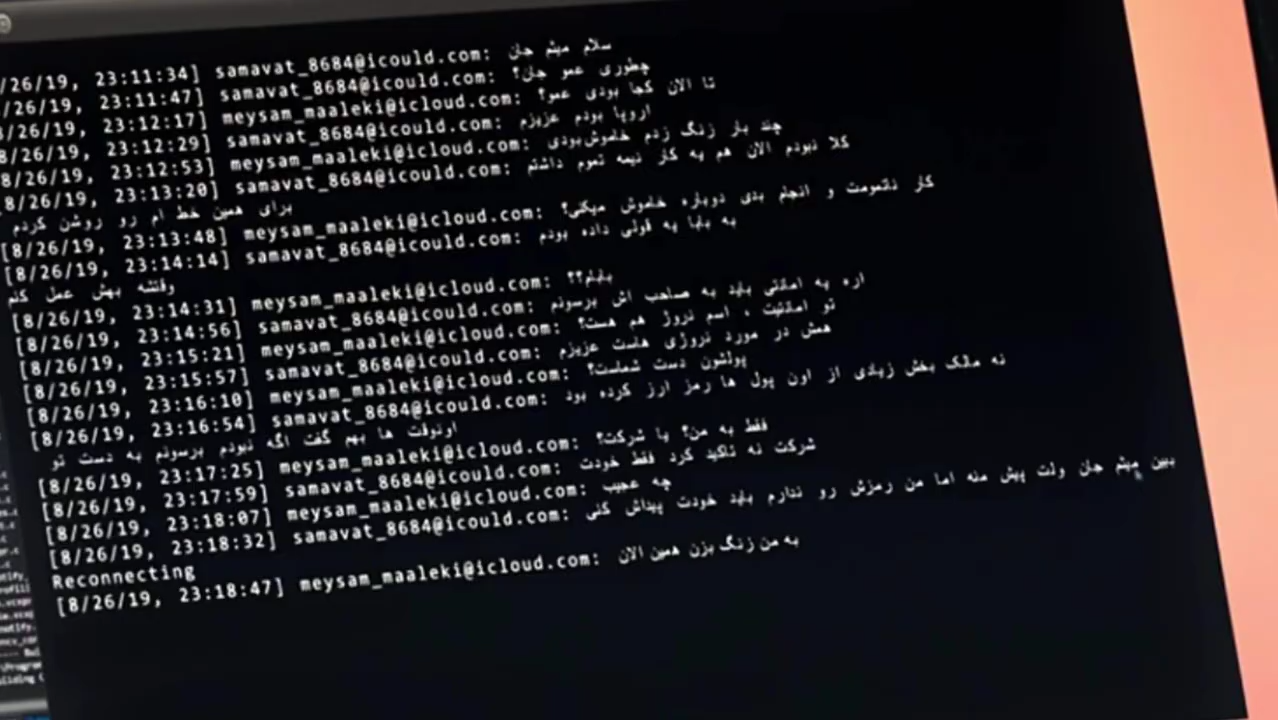 /26/19, 23:11:34] samavat_8684@icould.com: سلام میثم جان
/26/19, 23:11:47] samavat_8684@icould.com: چطوری عمو جان؟
/26/19, 23:12:17] meysam_maaleki@icloud.com: تا الان کجا بودی عمو؟
8/26/19, 23:12:29] samavat_8684@icould.com: اروپا بودم عزیزم
8/26/19, 23:12:53] meysam_maaleki@icloud.com: چند بار زنگ زدم خاموش بودی
8/26/19, 23:13:20] samavat_8684@icould.com: کلا نبودم الان هم یه کار نیمه تموم داشتم
برای همین خط ام رو روشن کردم
[8/26/19, 23:13:48] meysam_maaleki@icloud.com: کار ناتمومت و انجام بدی دوباره خاموش میکنی؟
[8/26/19, 23:14:14] samavat_8684@icould.com: به بابا یه قولی داده بودم
وقتشه بهش عمل کنم
[8/26/19, 23:14:31] meysam_maaleki@icloud.com: بابام؟؟
[8/26/19, 23:14:56] samavat_8684@icould.com: اره یه امانتی باید به صاحب اش برسونم
[8/26/19, 23:15:21] meysam_maaleki@icloud.com: تو امانتیت ، اسم نروژ هم هست؟
[8/26/19, 23:15:57] samavat_8684@icould.com: همش در مورد نروژی هاست عزیزم
[8/26/19, 23:16:10] meysam_maaleki@icloud.com: پولشون دست شماست؟
[8/26/19, 23:16:54] samavat_8684@icould.com: نه مالک بخش زیادی از اون پول ها رمز ارز کرده بود
اونوقت ها بهم گفت اگه نبودم برسونم به دست تو
[8/26/19, 23:17:25] meysam_maaleki@icloud.com: فقط به من؟ یا شرکت؟
[8/26/19, 23:17:59] samavat_8684@icould.com: شرکت نه تاکید کرد فقط خودت
[8/26/19, 23:18:07] meysam_maaleki@icloud.com: چه عجیب
[8/26/19, 23:18:32] samavat_8684@icould.com: ببین میثم جان ولت پیش منه اما من رمزش رو ندارم باید خودت پیداش کنی
Reconnecting
[8/26/19, 23:18:47] meysam_maaleki@icloud.com: به من زنگ بزن همین الان